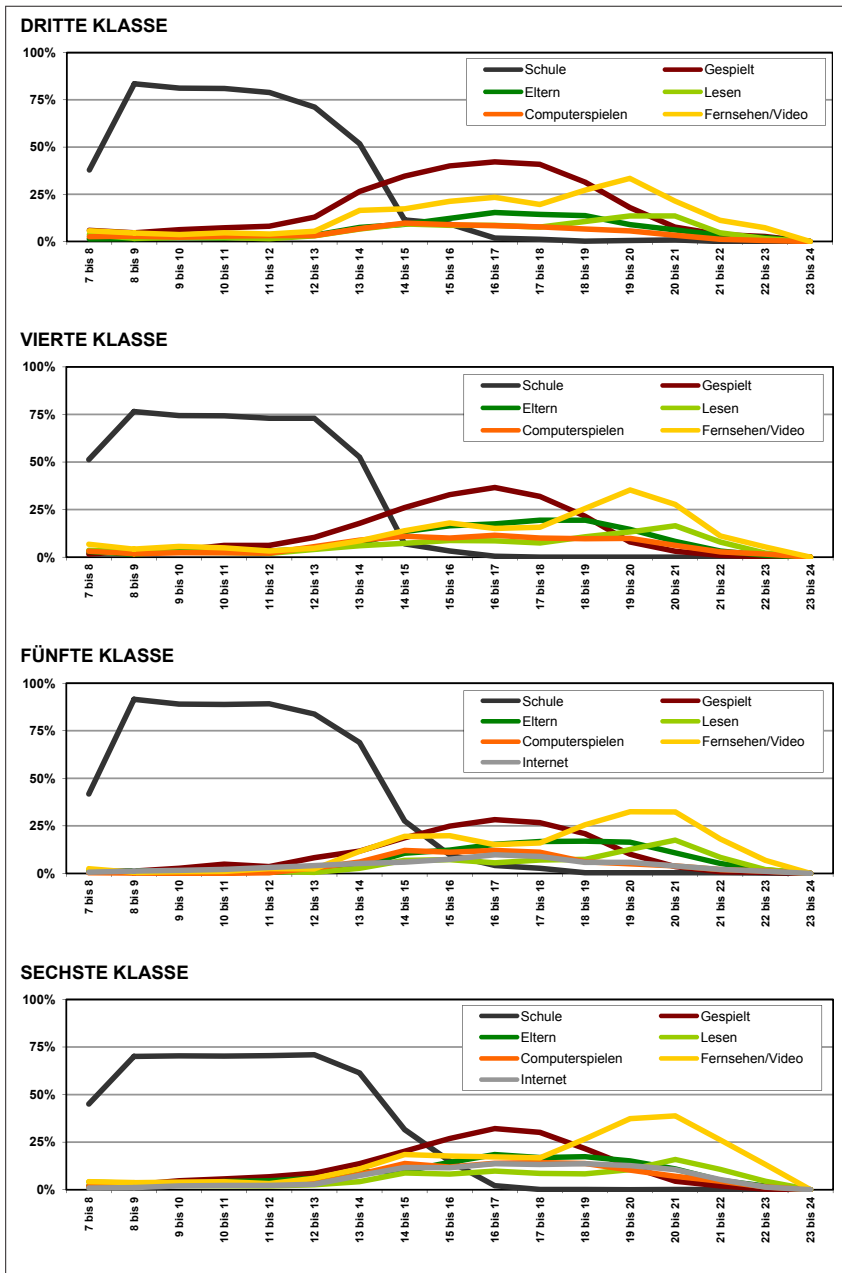 DRITTE KLASSE
100%
75%
50%
25%
0%
Schule Gespielt
Eltern Lesen
Computerspielen Fernsehen/Video
7 bis 8 8 bis 9 9 bis 10 10 bis 11 11 bis 12 12 bis 13 13 bis 14 14 bis 15 15 bis 16 16 bis 17 17 bis 18 18 bis 19 19 bis 20 20 bis 21 21 bis 22 22 bis 23 23 bis 24
VIERTE KLASSE
100%
75%
50%
25%
0%
Schule Gespielt
Eltern Lesen
Computerspielen Fernsehen/Video
7 bis 8 8 bis 9 9 bis 10 10 bis 11 11 bis 12 12 bis 13 13 bis 14 14 bis 15 15 bis 16 16 bis 17 17 bis 18 18 bis 19 19 bis 20 20 bis 21 21 bis 22 22 bis 23 23 bis 24
FÜNFTE KLASSE
100%
75%
50%
25%
0%
Schule Gespielt
Eltern Lesen
Computerspielen Fernsehen/Video
Internet
7 bis 8 8 bis 9 9 bis 10 10 bis 11 11 bis 12 12 bis 13 13 bis 14 14 bis 15 15 bis 16 16 bis 17 17 bis 18 18 bis 19 19 bis 20 20 bis 21 21 bis 22 22 bis 23 23 bis 24
SECHSTE KLASSE
100%
75%
50%
25%
0%
Schule Gespielt
Eltern Lesen
Computerspielen Fernsehen/Video
Internet
7 bis 8 8 bis 9 9 bis 10 10 bis 11 11 bis 12 12 bis 13 13 bis 14 14 bis 15 15 bis 16 16 bis 17 17 bis 18 18 bis 19 19 bis 20 20 bis 21 21 bis 22 22 bis 23 23 bis 24